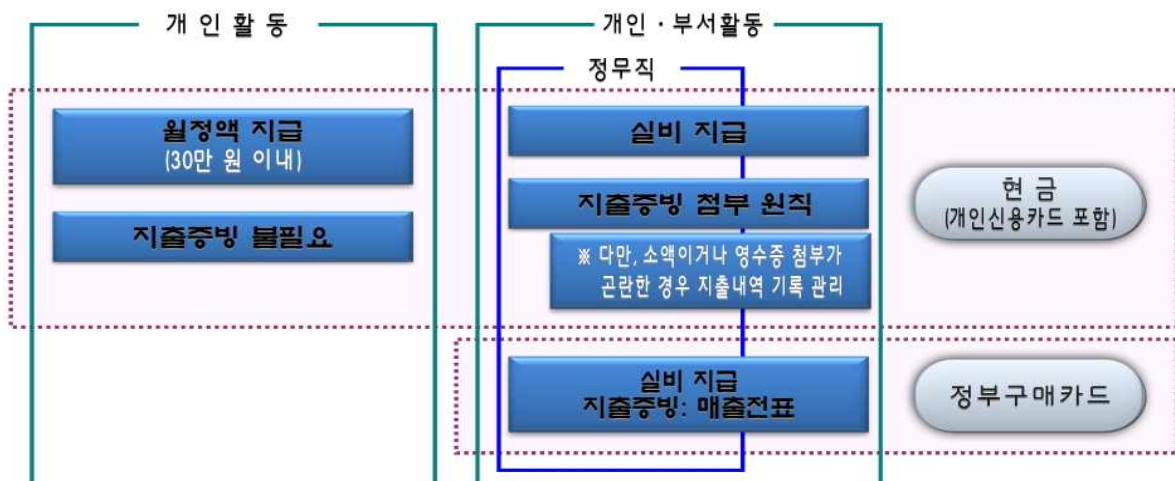 개 인 활 동
개인 · 부서활동
정무직
월정액 지급
(30만 원 이내)
지출증빙 불필요
실비 지급
지출증빙 첨부 원칙
※ 다만, 소액이거나 영수증 첨부가
곤란한 경우 지출내역 기록 관리
현 금
(개인신용카드 포함)
실비 지급
지출증빙: 매출전표
정부구매카드